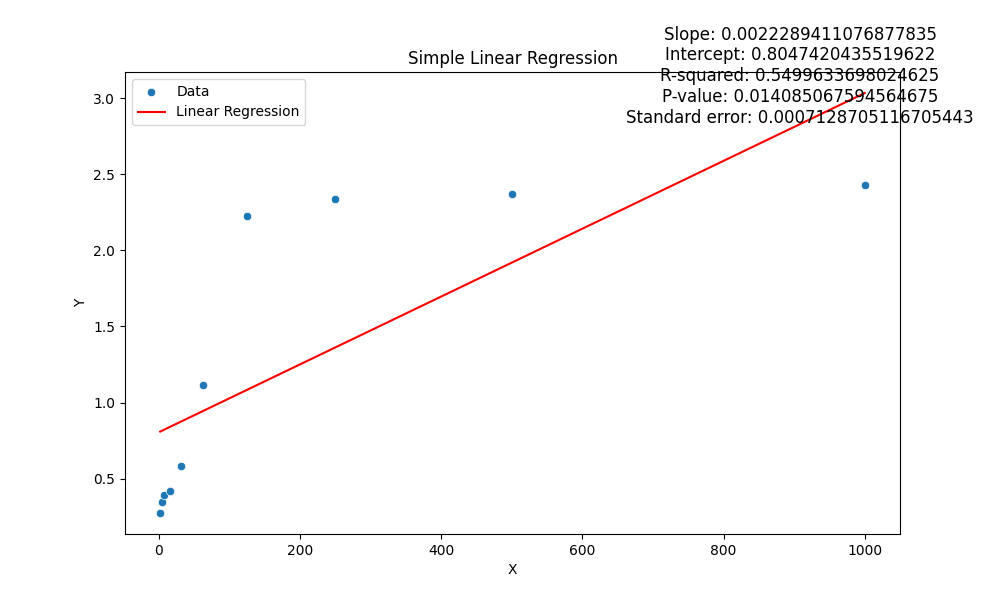 Slope: 0.0022289411076877835
Intercept: 0.8047420435519622
Simple Linear Regression
R-squared: 0.5499633698024625
P-value: 0.014085067594564675
Standard error: 0.0007128705116705443
Data
Linear Regression
3.0
2.5
2.0
1.5
1.0
0.5
Y
0
200
400
600
800
1000
X